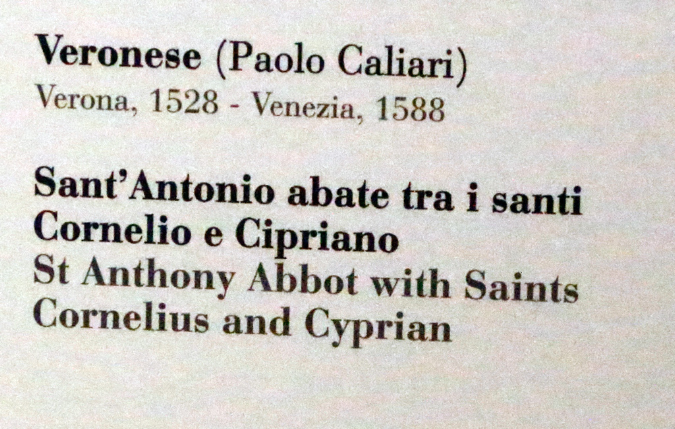 Veronese (Paolo Caliari)
Verona, 1528 - Venezia, 1588
Sant'Antonio abate tra i santi
Cornelio e Cipriano
St Anthony Abbot with Saints
Cornelius and Cyprian